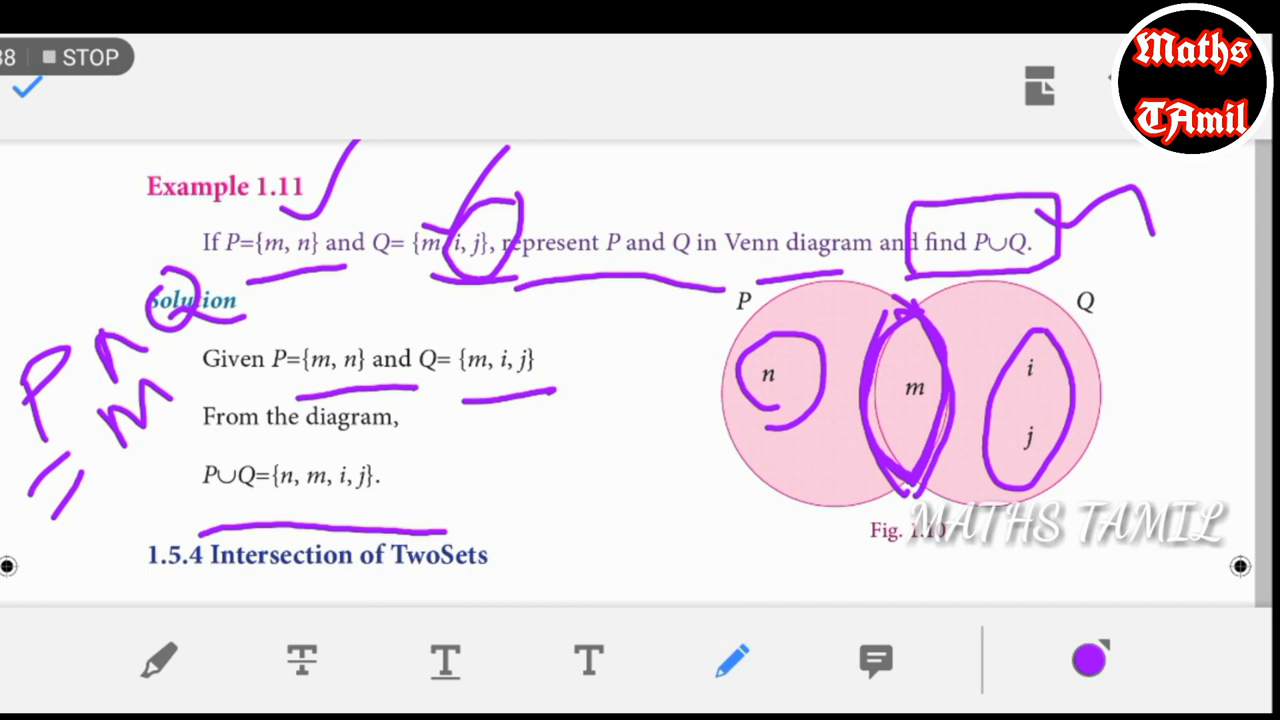 38 STOP
Maths
TAmil
Example 1.11
If P={m, n} and Q= {m, i, j}, represent P and Q in Venn diagram and find P∪Q.
Solution
P Q
Given P={m, n} and Q= {m, i, j}
n m i
From the diagram,
j
P∪Q={n, m, i, j}.
Fig. 1.10
MATHS TAMIL
1.5.4 Intersection of TwoSets
P ∩ Q
= m